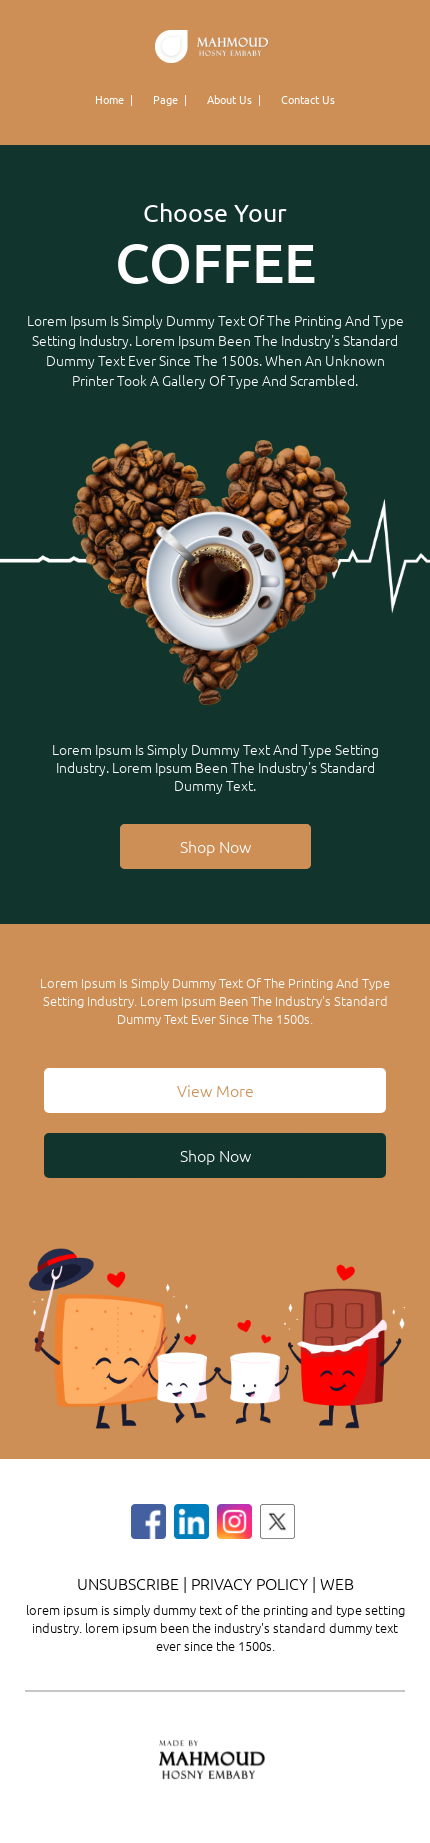 MAHMOUD
HOSNY EMBABY
Home | Page | About Us | Contact Us
Choose Your
COFFEE
Lorem Ipsum Is Simply Dummy Text Of The Printing And Type
Setting Industry. Lorem Ipsum Been The Industry's Standard
Dummy Text Ever Since The 1500s. When An Unknown
Printer Took A Gallery Of Type And Scrambled.
Lorem Ipsum Is Simply Dummy Text And Type Setting
Industry. Lorem Ipsum Been The Industry's Standard
Dummy Text.
Shop Now
Lorem Ipsum Is Simply Dummy Text Of The Printing And Type
Setting Industry. Lorem Ipsum Been The Industry's Standard
Dummy Text Ever Since The 1500s.
View More
Shop Now
UNSUBSCRIBE | PRIVACY POLICY | WEB
lorem ipsum is simply dummy text of the printing and type setting
industry. lorem ipsum been the industry's standard dummy text
ever since the 1500s.
MADE BY
MAHMOUD
HOSNY EMBABY